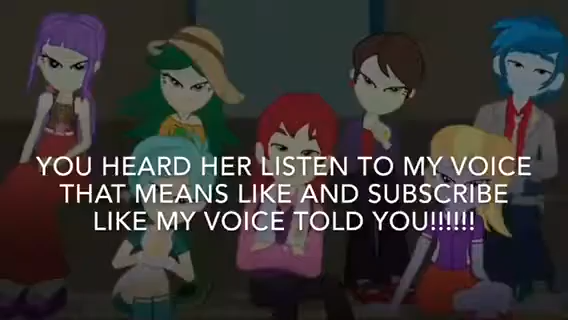 YOU HEARD HER LISTEN TO MY VOICE
THAT MEANS LIKE AND SUBSCRIBE
LIKE MY VOICE TOLD YOU!!!!!!